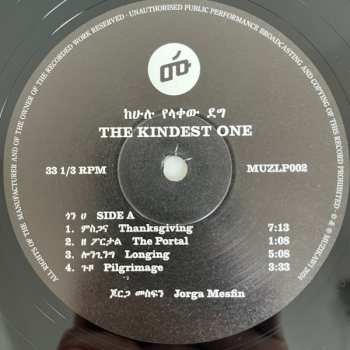 ALL RIGHTS OF THE MANUFACTURER AND OF THE OWNER OF THE RECORDED WORK RESERVED · UNAUTHORISED PUBLIC PERFORMANCE BROADCASTING AND COPYING OF THIS RECORD PROHIBITED
ሙ
ከሁሉ የላቀው ደግ
THE KINDEST ONE
33 1/3 RPM
MUZLP002
ጎን ሀ SIDE A
1. ምስጋና Thanksgiving 7:13
2. ዘ ፖርታል The Portal 1:08
3. ሎንጊንግ Longing 5:08
4. ጉዞ Pilgrimage 3:33
ጆርጋ መስፍን Jorga Mesfin